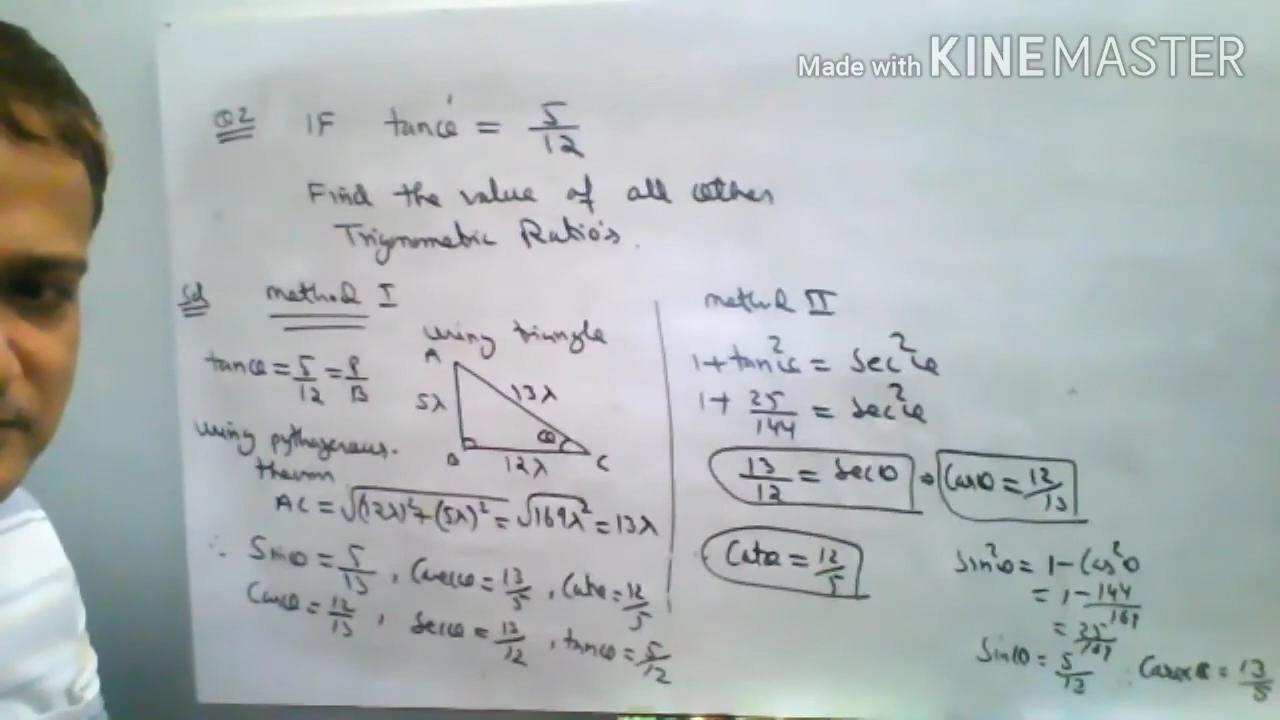 Made with KINEMASTER
Q2 IF tanθ = 5/12
Find the value of all other
Trignometric Ratio's.
Sol method I
using triangle
tanθ = 5/12 = P/B
A
5λ 13λ
B 12λ θ C
using pythagerous.
therom
AC = √(12λ)²+(5λ)² = √169λ² = 13λ
∴ Sinθ = 5/13, Cosecθ = 13/5, Cotθ = 12/5
Cosθ = 12/13, Secθ = 13/12, tanθ = 5/12
method II
1+tan²θ = Sec²θ
1+ 25/144 = Sec²θ
13/12 = Secθ ⇒ Cosθ = 12/13
Cotθ = 12/5
Sin²θ = 1-Cos²θ
= 1- 144/169
= 25/169
Sinθ = 5/13 ∴ Cosecθ = 13/5